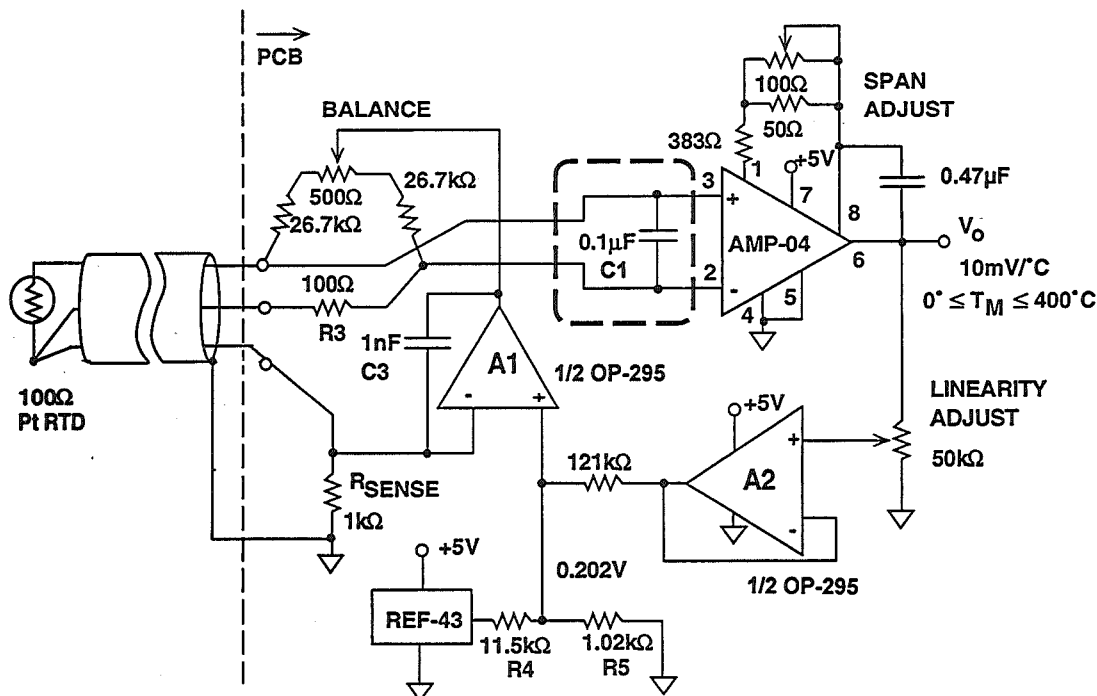 PCB
BALANCE
500Ω
26.7kΩ
26.7kΩ
100Ω
R3
1nF
C3
100Ω
Pt RTD
RSENSE
1kΩ
A1
-
+
1/2 OP-295
0.1µF
C1
383Ω
100Ω
50Ω
SPAN
ADJUST
+5V
1
3
+
7
8
AMP-04
2
-
4
5
6
0.47µF
VO
10mV/°C
0° ≤ TM ≤ 400°C
LINEARITY
ADJUST
50kΩ
+5V
+
A2
-
1/2 OP-295
121kΩ
0.202V
+5V
REF-43
11.5kΩ
R4
1.02kΩ
R5